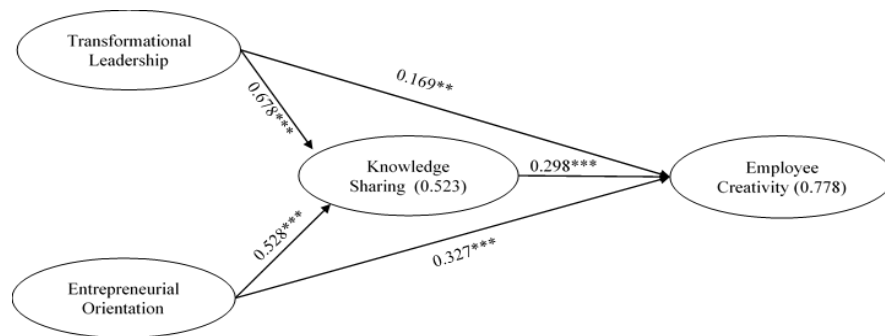 Transformational
Leadership
0.169**
0.678***
Knowledge
Sharing (0.523)
0.298***
Employee
Creativity (0.778)
0.528***
0.327***
Entrepreneurial
Orientation